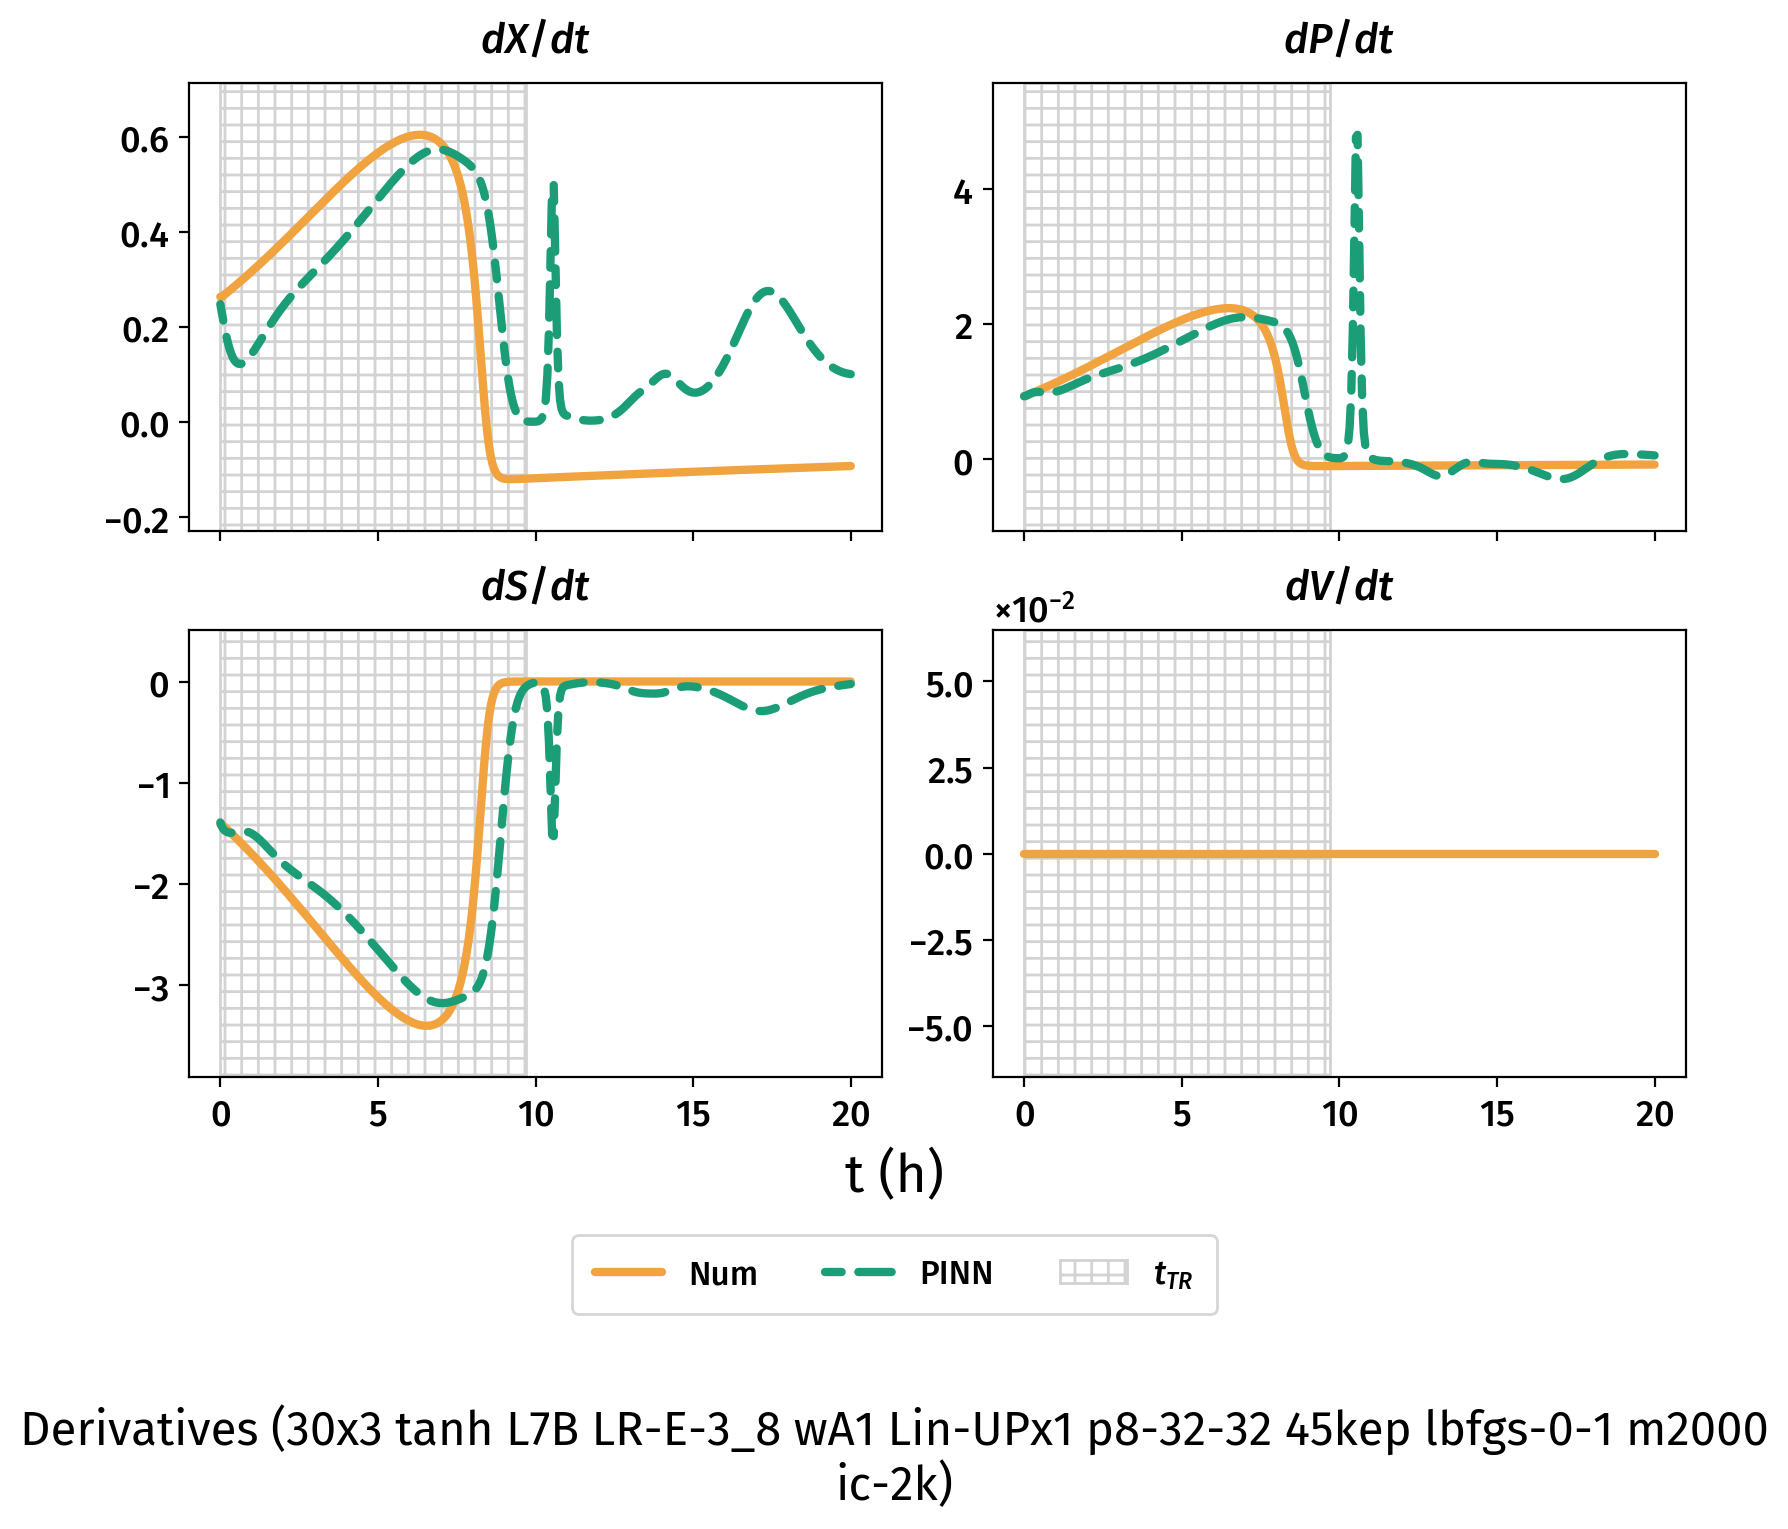 dX/dt
dP/dt
0.6
0.4
0.2
0.0
−0.2
4
2
0
dS/dt
dV/dt
×10⁻²
0
−1
−2
−3
5.0
2.5
0.0
−2.5
−5.0
0 5 10 15 20
0 5 10 15 20
t (h)
Num PINN t_TR
Derivatives (30x3 tanh L7B LR-E-3_8 wA1 Lin-UPx1 p8-32-32 45kep lbfgs-0-1 m2000
ic-2k)